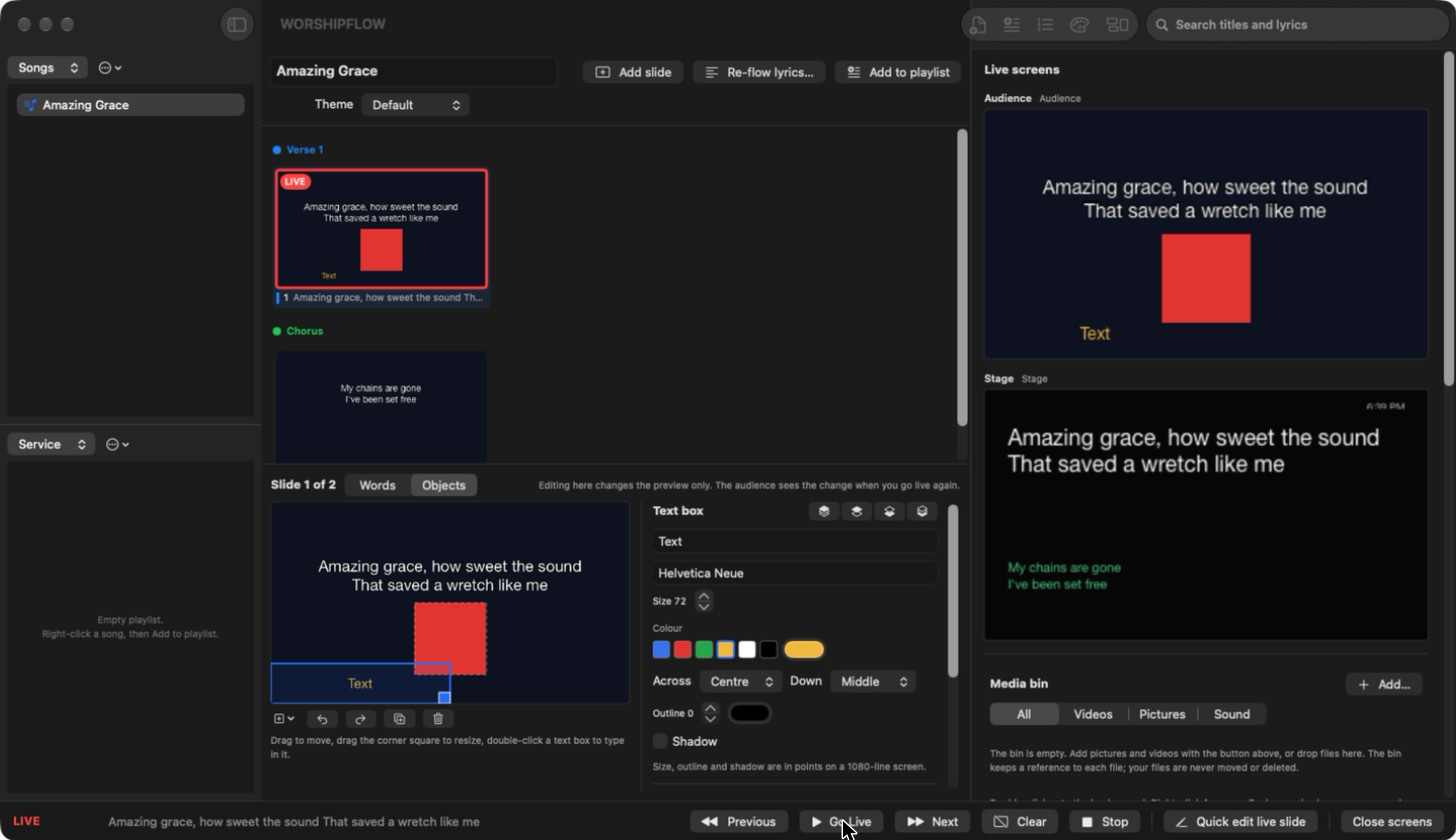 WORSHIPFLOW
Search titles and lyrics
Songs
Amazing Grace
Amazing Grace
Add slide
Re-flow lyrics...
Add to playlist
Theme
Default
Verse 1
LIVE
Amazing grace, how sweet the sound
That saved a wretch like me
Text
1 Amazing grace, how sweet the sound Th...
Chorus
My chains are gone
I've been set free
Service
Empty playlist.
Right-click a song, then Add to playlist.
Slide 1 of 2
Words
Objects
Editing here changes the preview only. The audience sees the change when you go live again.
Amazing grace, how sweet the sound
That saved a wretch like me
Text
Drag to move, drag the corner square to resize, double-click a text box to type
in it.
Text box
Text
Helvetica Neue
Size 72
Colour
Across
Centre
Down
Middle
Outline 0
Shadow
Size, outline and shadow are in points on a 1080-line screen.
Live screens
Audience Audience
Amazing grace, how sweet the sound
That saved a wretch like me
Text
Stage Stage
6:39 PM
Amazing grace, how sweet the sound
That saved a wretch like me
My chains are gone
I've been set free
Media bin
Add...
All
Videos
Pictures
Sound
The bin is empty. Add pictures and videos with the button above, or drop files here. The bin
keeps a reference to each file; your files are never moved or deleted.
LIVE
Amazing grace, how sweet the sound That saved a wretch like me
Previous
Go Live
Next
Clear
Stop
Quick edit live slide
Close screens